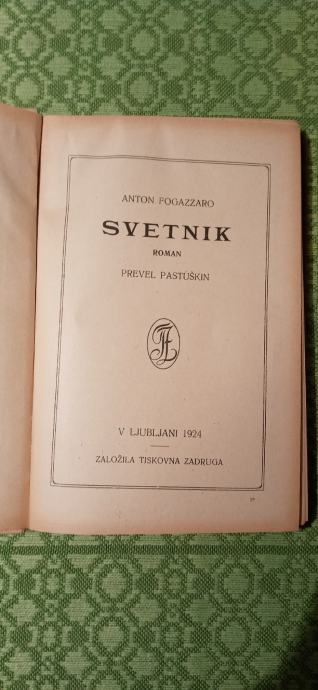 ANTON FOGAZZARO
SVETNIK
ROMAN
PREVEL PASTUŠKIN
V LJUBLJANI 1924
ZALOŽILA TISKOVNA ZADRUGA